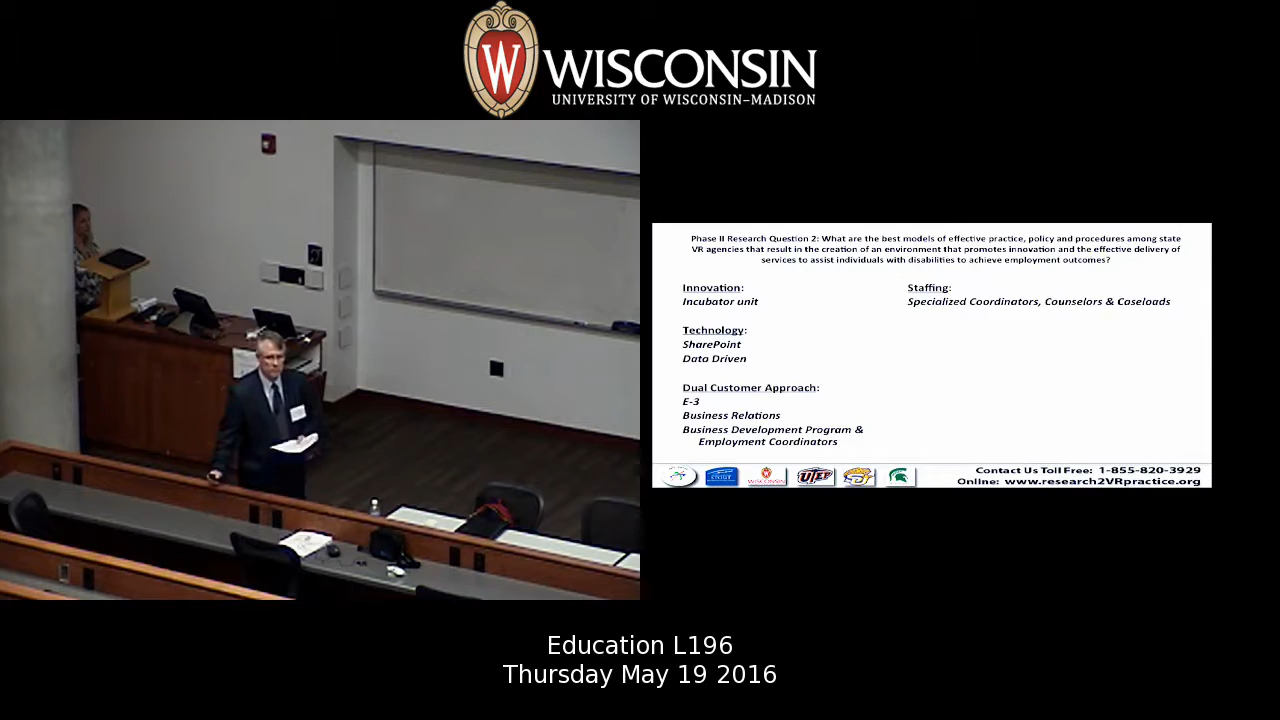 W
WISCONSIN
UNIVERSITY OF WISCONSIN–MADISON
Phase II Research Question 2: What are the best models of effective practice, policy and procedures among state
VR agencies that result in the creation of an environment that promotes innovation and the effective delivery of
services to assist individuals with disabilities to achieve employment outcomes?
Innovation:
Incubator unit
Technology:
SharePoint
Data Driven
Dual Customer Approach:
E-3
Business Relations
Business Development Program &
Employment Coordinators
Staffing:
Specialized Coordinators, Counselors & Caseloads
STOUT
WISCONSIN
UTEP
Contact Us Toll Free: 1-855-820-3929
Online: www.research2VRpractice.org
Education L196
Thursday May 19 2016